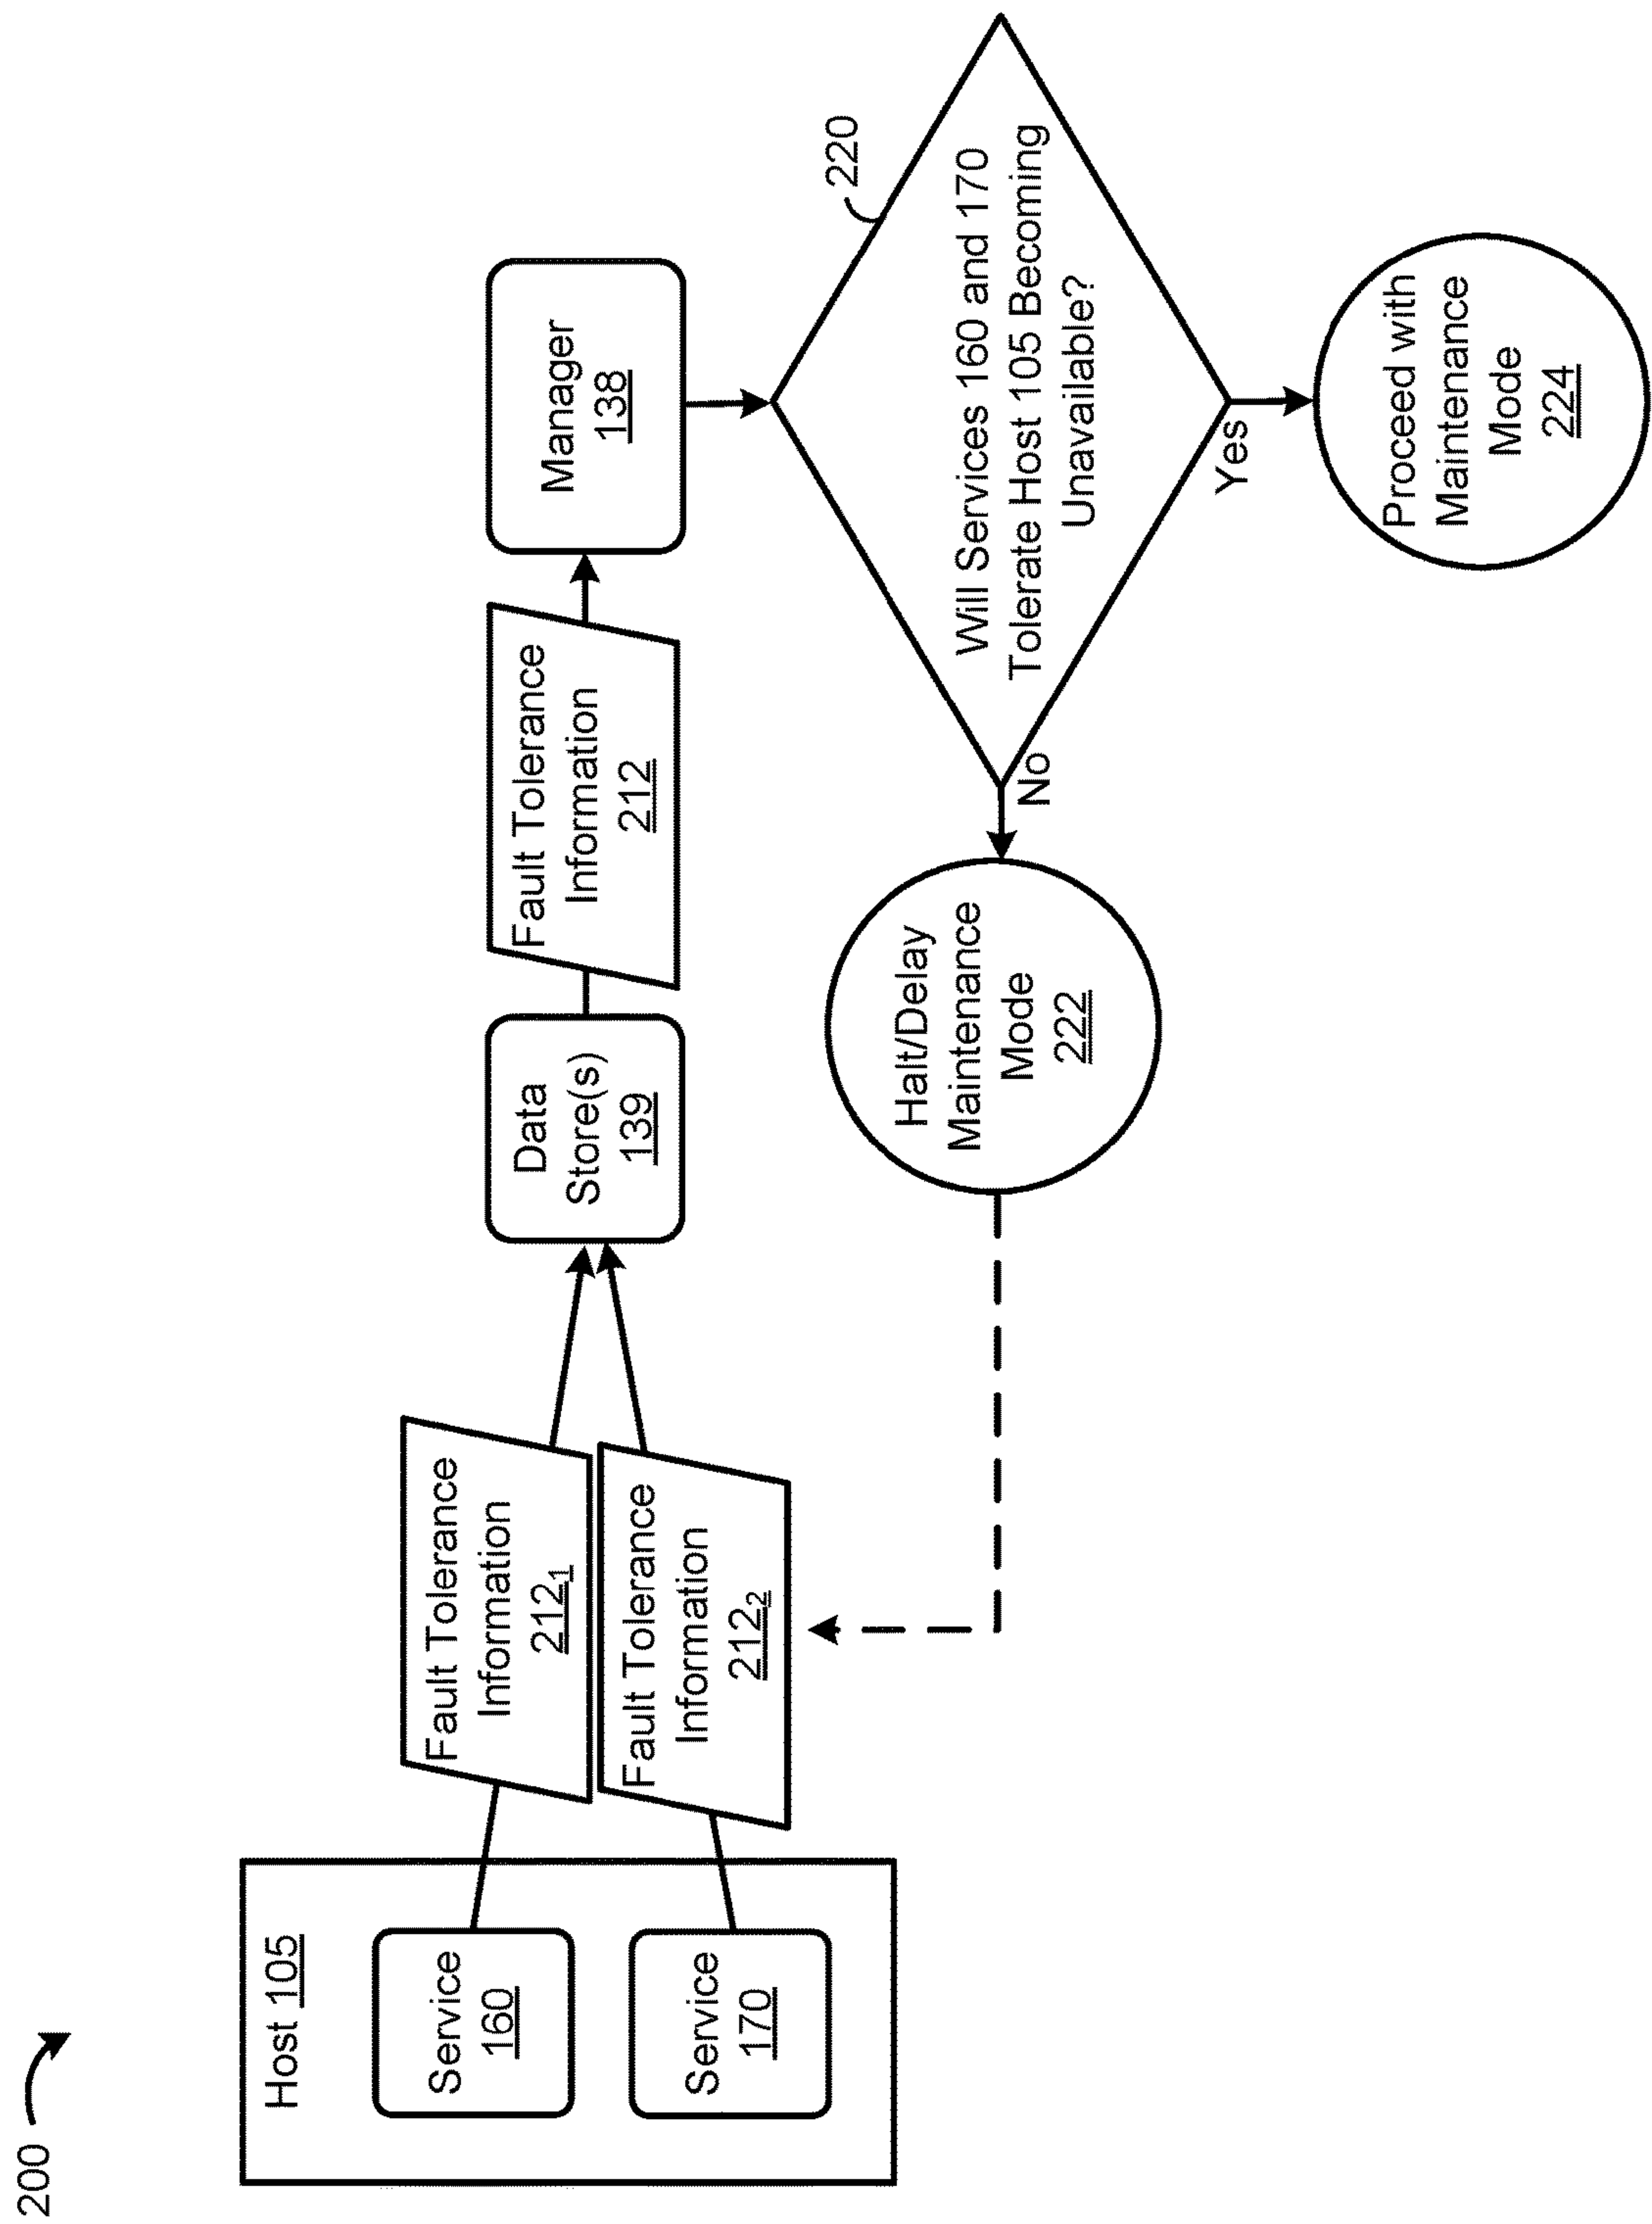 200
Host 105
Service
160
Service
170
Fault Tolerance
Information
212₁
Fault Tolerance
Information
212₂
Data
Store(s)
139
Fault Tolerance
Information
212
Manager
138
220
Will Services 160 and 170
Tolerate Host 105 Becoming
Unavailable?
No
Yes
Halt/Delay
Maintenance
Mode
222
Proceed with
Maintenance
Mode
224